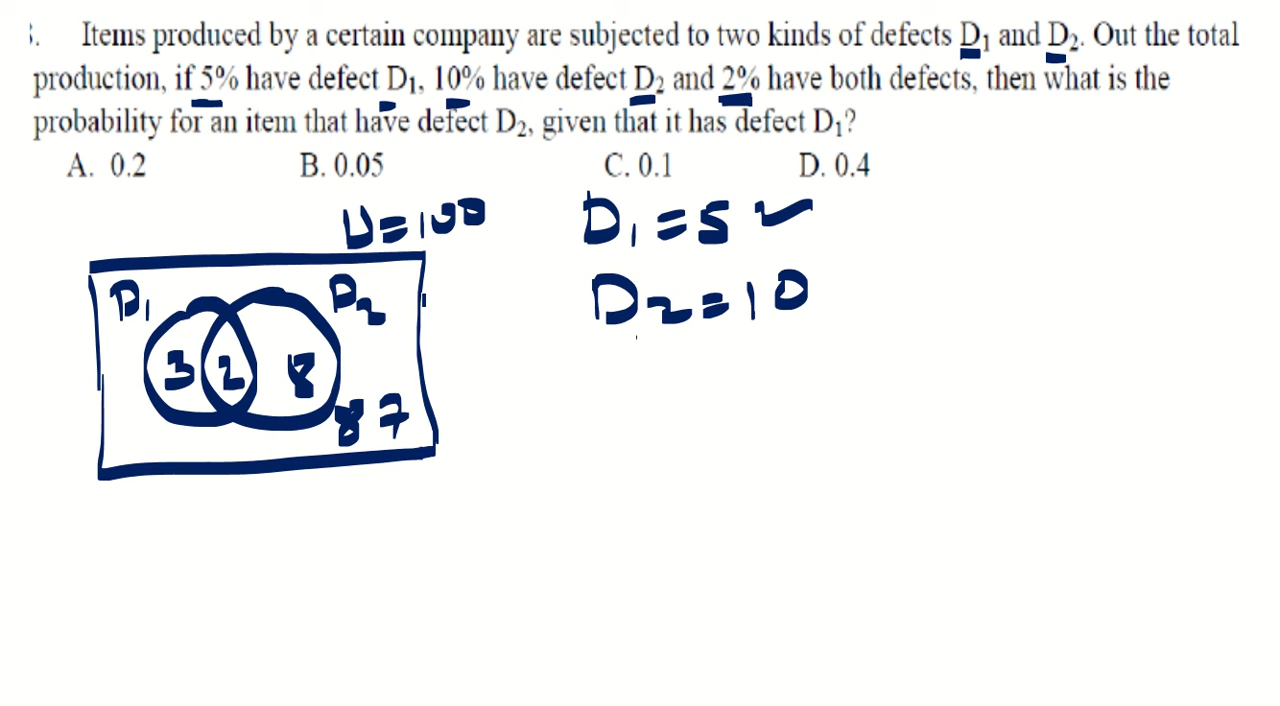 . Items produced by a certain company are subjected to two kinds of defects D₁ and D₂. Out the total
production, if 5% have defect D₁, 10% have defect D₂ and 2% have both defects, then what is the
probability for an item that have defect D₂, given that it has defect D₁?
A. 0.2 B. 0.05 C. 0.1 D. 0.4
U=100
D₁ = 5 ✓
D₂ = 10
D₁ D₂
3 2 8
87